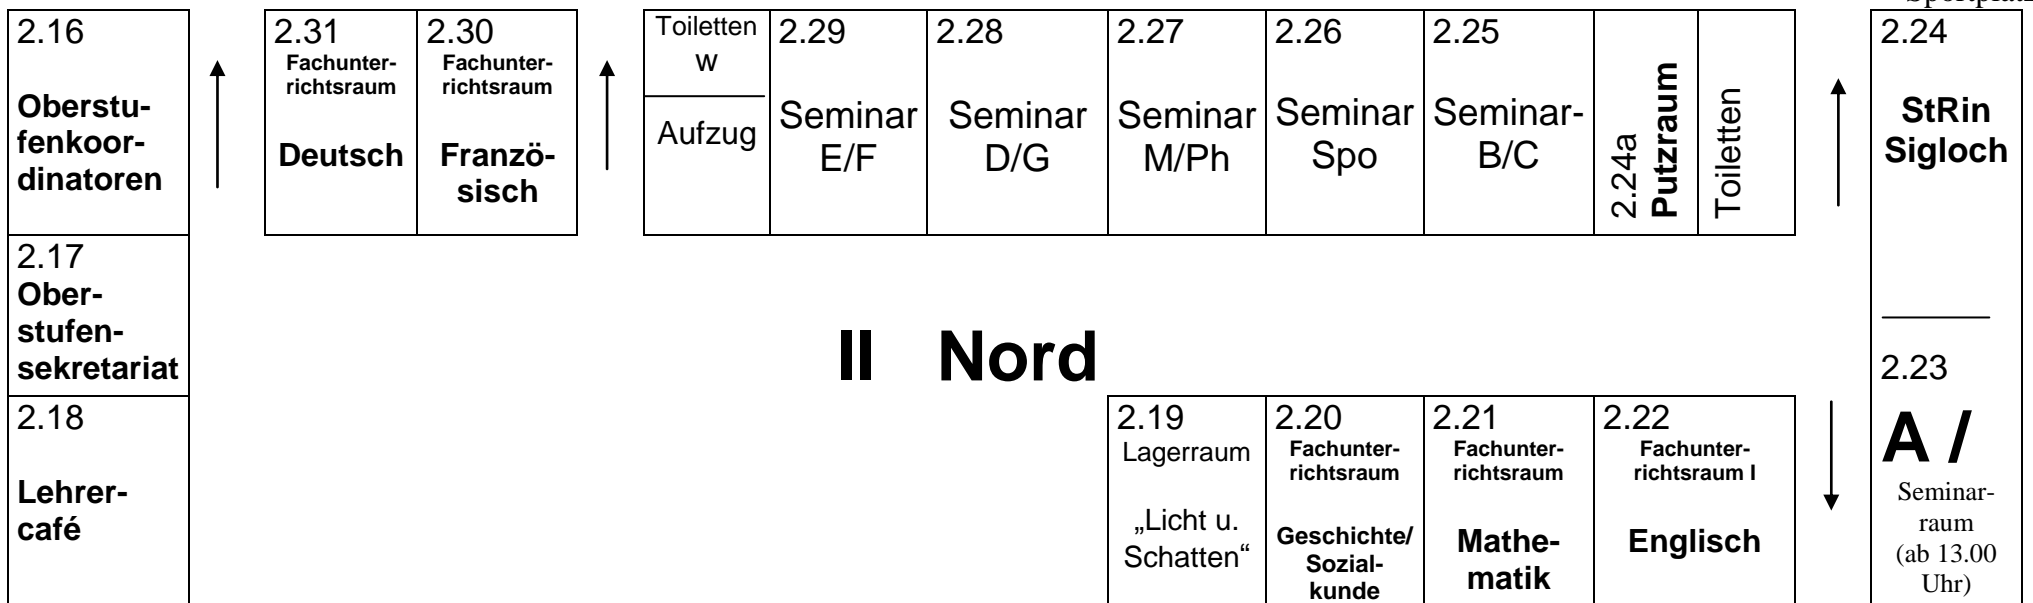 Sportplatz
2.16
Oberstu-
fenkoor-
dinatoren
2.31
Fachunter-
richtsraum
Deutsch
2.30
Fachunter-
richtsraum
Franzö-
sisch
Toiletten
W
Aufzug
2.29
Seminar
E/F
2.28
Seminar
D/G
2.27
Seminar
M/Ph
2.26
Seminar
Spo
2.25
Seminar-
B/C
2.24a
Putzraum
Toiletten
2.24
StRin
Sigloch
2.17
Ober-
stufen-
sekretariat
II Nord
2.18
Lehrer-
café
2.19
Lagerraum
„Licht u.
Schatten“
2.20
Fachunter-
richtsraum
Geschichte/
Sozial-
kunde
2.21
Fachunter-
richtsraum
Mathe-
matik
2.22
Fachunter-
richtsraum I
Englisch
2.23
A /
Seminar-
raum
(ab 13.00
Uhr)